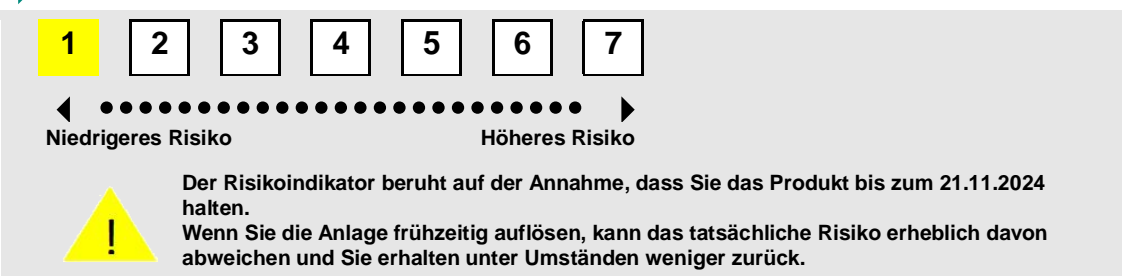 1 2 3 4 5 6 7
Niedrigeres Risiko Höheres Risiko
Der Risikoindikator beruht auf der Annahme, dass Sie das Produkt bis zum 21.11.2024
halten.
Wenn Sie die Anlage frühzeitig auflösen, kann das tatsächliche Risiko erheblich davon
abweichen und Sie erhalten unter Umständen weniger zurück.
!